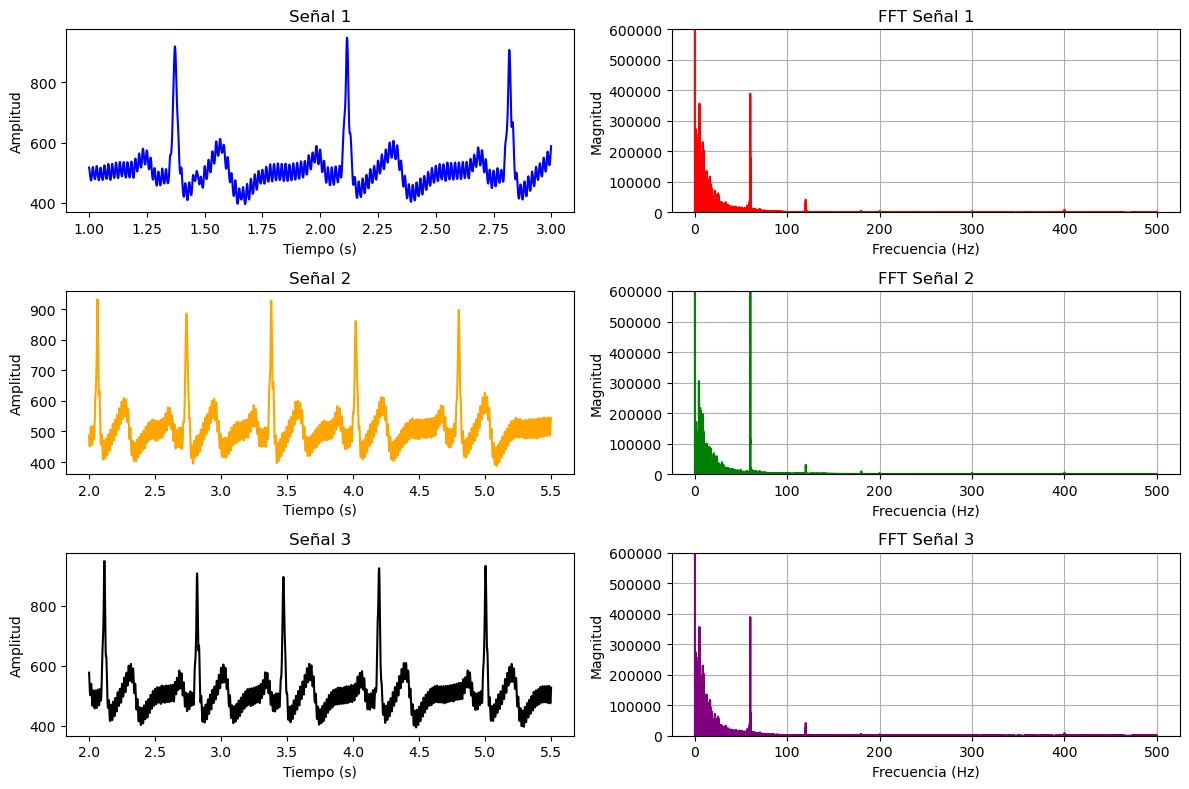 Señal 1
Amplitud
800
600
400
1.00 1.25 1.50 1.75 2.00 2.25 2.50 2.75 3.00
Tiempo (s)
FFT Señal 1
Magnitud
600000
500000
400000
300000
200000
100000
0
0 100 200 300 400 500
Frecuencia (Hz)
Señal 2
Amplitud
900
800
700
600
500
400
2.0 2.5 3.0 3.5 4.0 4.5 5.0 5.5
Tiempo (s)
FFT Señal 2
Magnitud
600000
500000
400000
300000
200000
100000
0
0 100 200 300 400 500
Frecuencia (Hz)
Señal 3
Amplitud
800
600
400
2.0 2.5 3.0 3.5 4.0 4.5 5.0 5.5
Tiempo (s)
FFT Señal 3
Magnitud
600000
500000
400000
300000
200000
100000
0
0 100 200 300 400 500
Frecuencia (Hz)